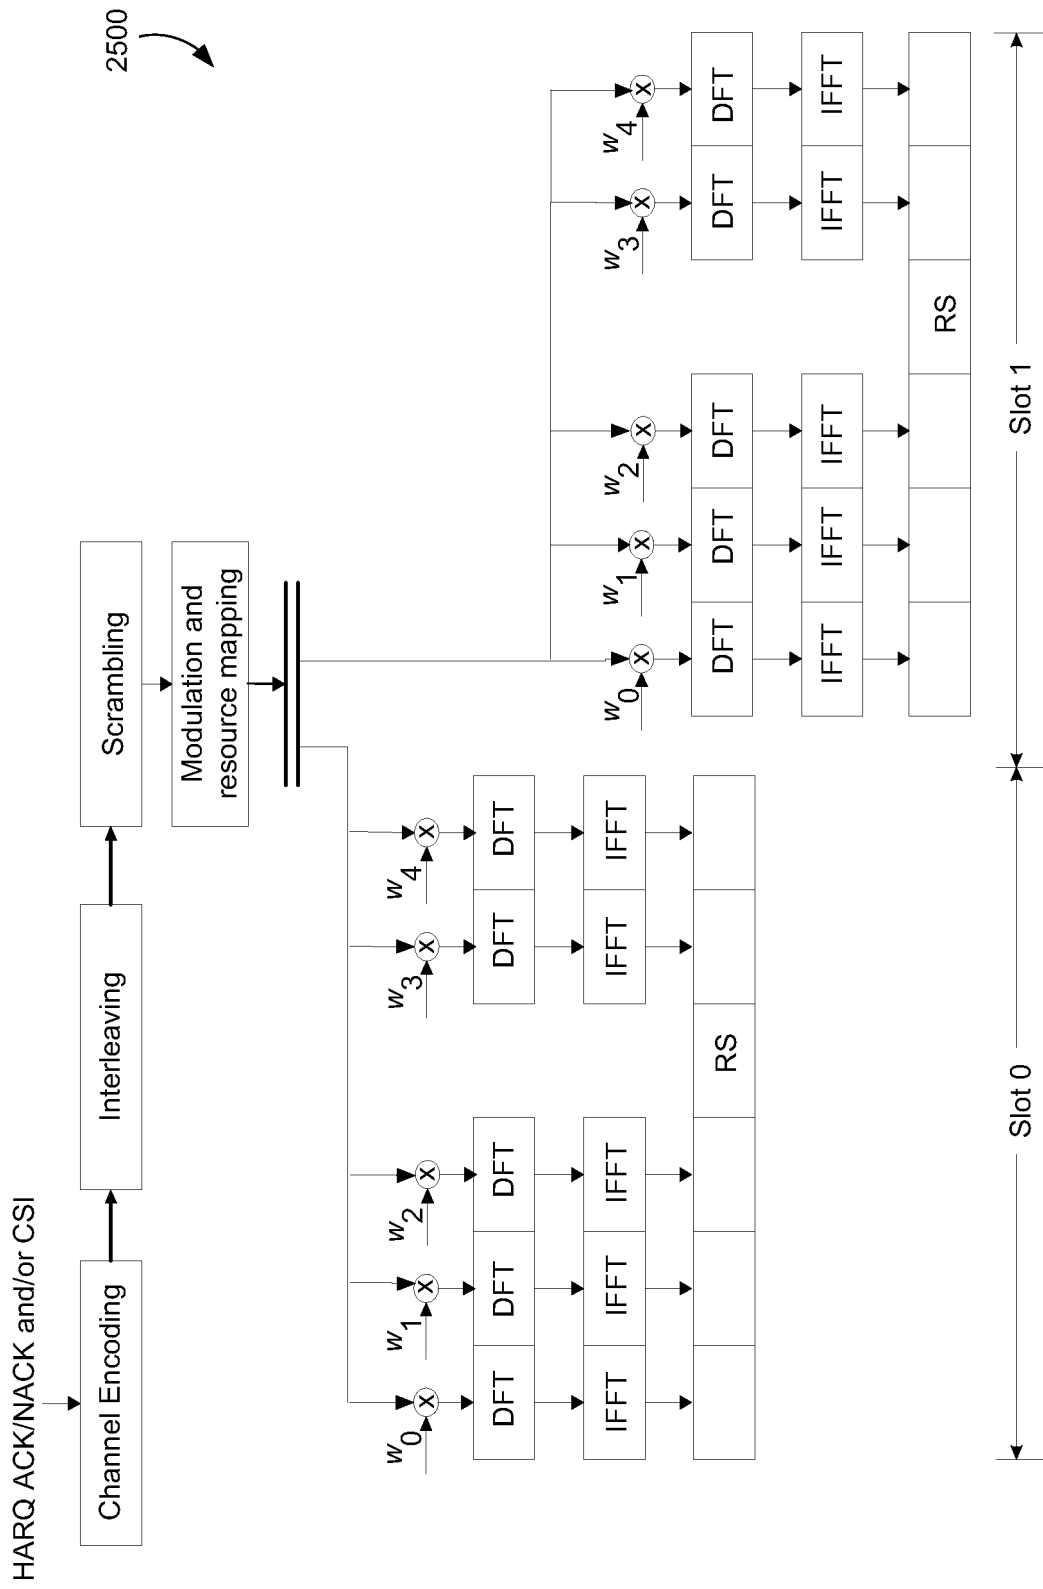 2500
HARQ ACK/NACK and/or CSI
Channel Encoding
Interleaving
Scrambling
Modulation and
resource mapping
w0
w1
w2
w3
w4
DFT
DFT
DFT
DFT
DFT
IFFT
IFFT
IFFT
IFFT
IFFT
RS
w0
w1
w2
w3
w4
DFT
DFT
DFT
DFT
DFT
IFFT
IFFT
IFFT
IFFT
IFFT
RS
Slot 0
Slot 1